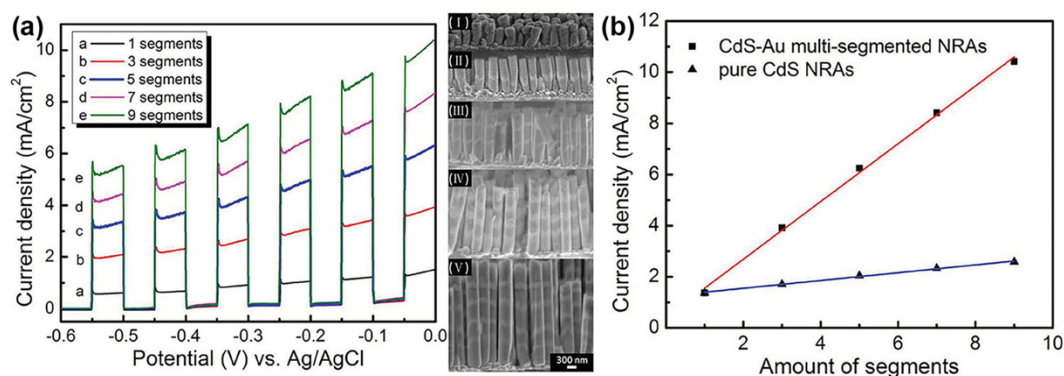 (a)
Current density (mA/cm²)
10
8
6
4
2
0
a 1 segments
b 3 segments
c 5 segments
d 7 segments
e 9 segments
e
d
c
b
a
-0.6 -0.5 -0.4 -0.3 -0.2 -0.1 0.0
Potential (V) vs. Ag/AgCl
(I)
(II)
(III)
(IV)
(V)
300 nm
(b)
Current density (mA/cm²)
12
10
8
6
4
2
0
CdS-Au multi-segmented NRAs
pure CdS NRAs
2 4 6 8 10
Amount of segments